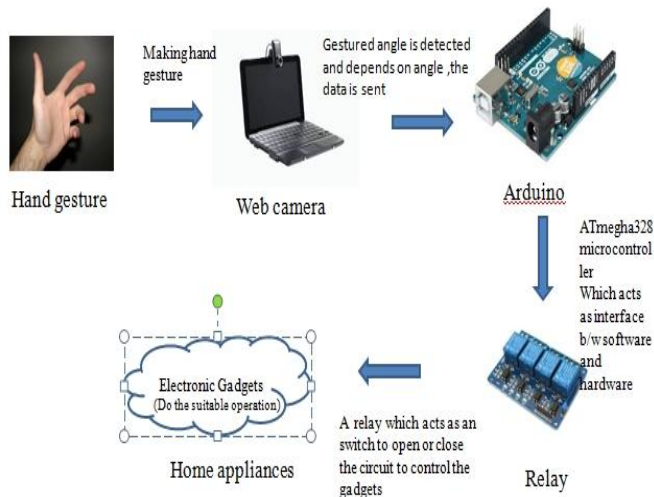 Making hand
gesture
Gestured angle is detected
and depends on angle ,the
data is sent
Hand gesture
Web camera
Arduino
ATmegha328
microcontrol
ler
Which acts
as interface
b/w software
and
hardware
Electronic Gadgets
(Do the suitable operation)
A relay which acts as an
switch to open or close
the circuit to control the
gadgets
Home appliances
Relay